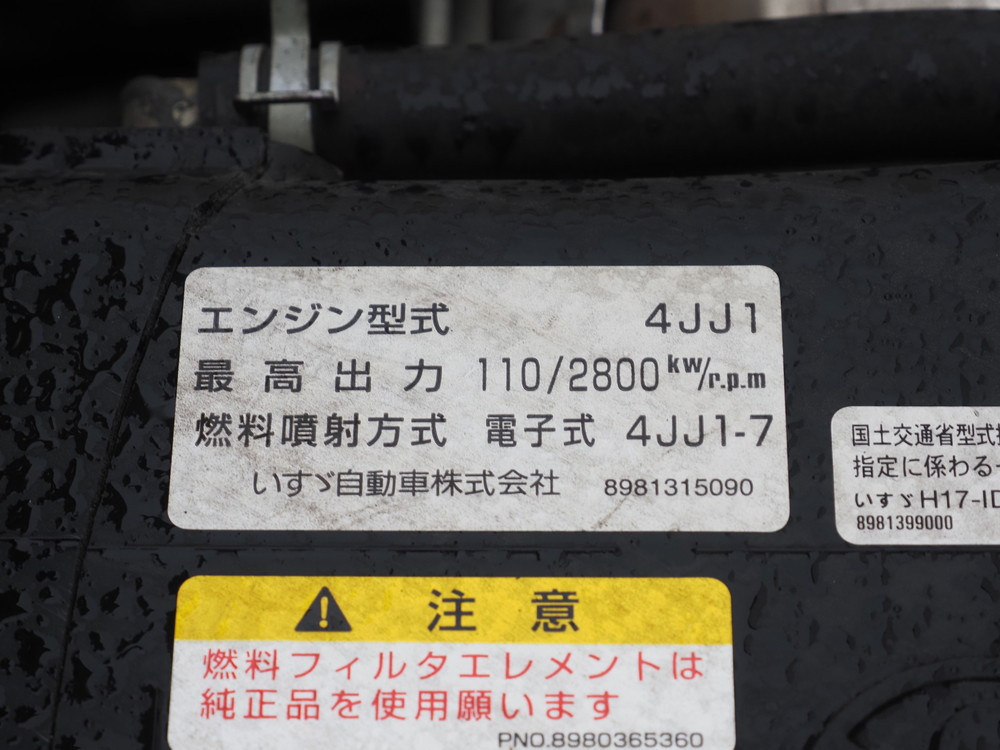 エンジン型式 4JJ1
最高出力 110/2800kw/r.p.m
燃料噴射方式 電子式 4JJ1-7
いすゞ自動車株式会社 8981315090
国土交通省型式
指定に係わる
いすゞH17-ID
8981399000
注意
燃料フィルタエレメントは
純正品を使用願います
PNO.8980365360